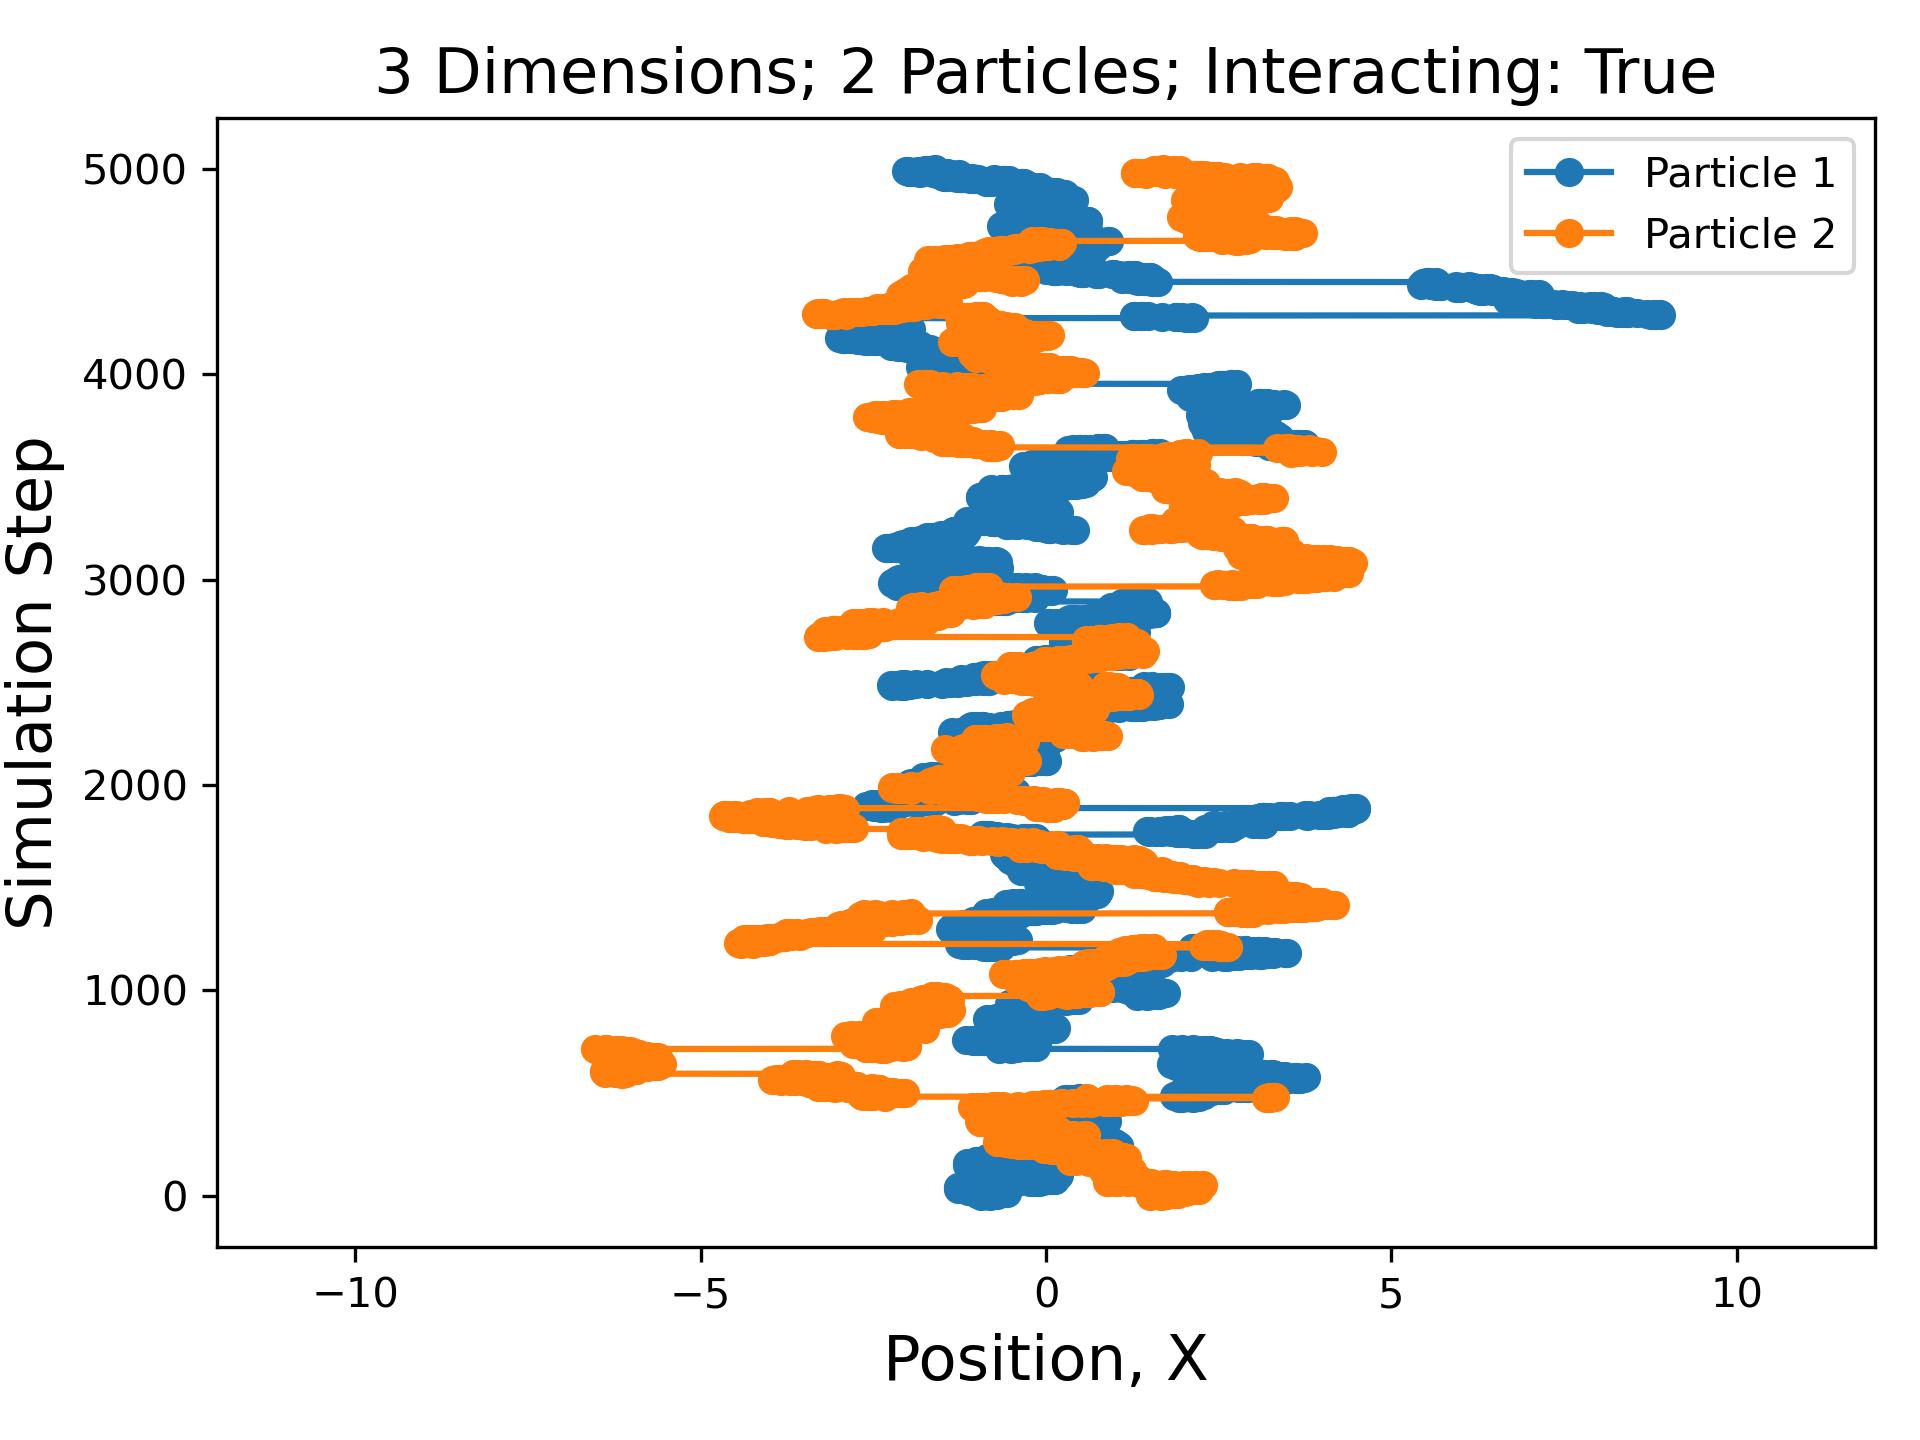 3 Dimensions; 2 Particles; Interacting: True
Particle 1
Particle 2
5000
4000
3000
2000
1000
0
Simulation Step
−10
−5
0
5
10
Position, X